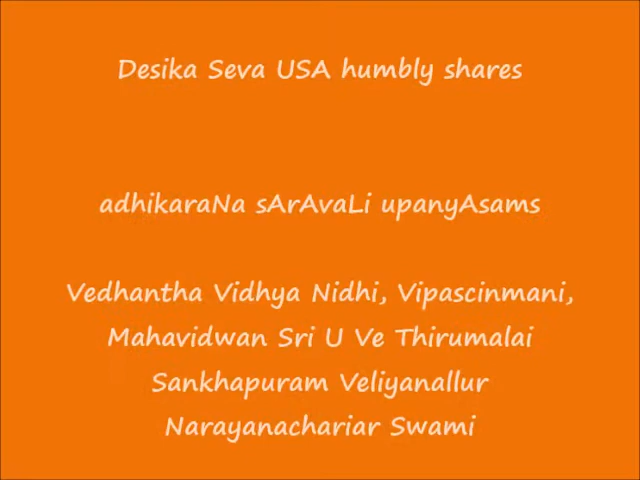 Desika Seva USA humbly shares
adhikaraNa sArAvaLi upanyAsams
Vedhantha Vidhya Nidhi, Vipascinmani,
Mahavidwan Sri U Ve Thirumalai
Sankhapuram Veliyanallur
Narayanachariar Swami